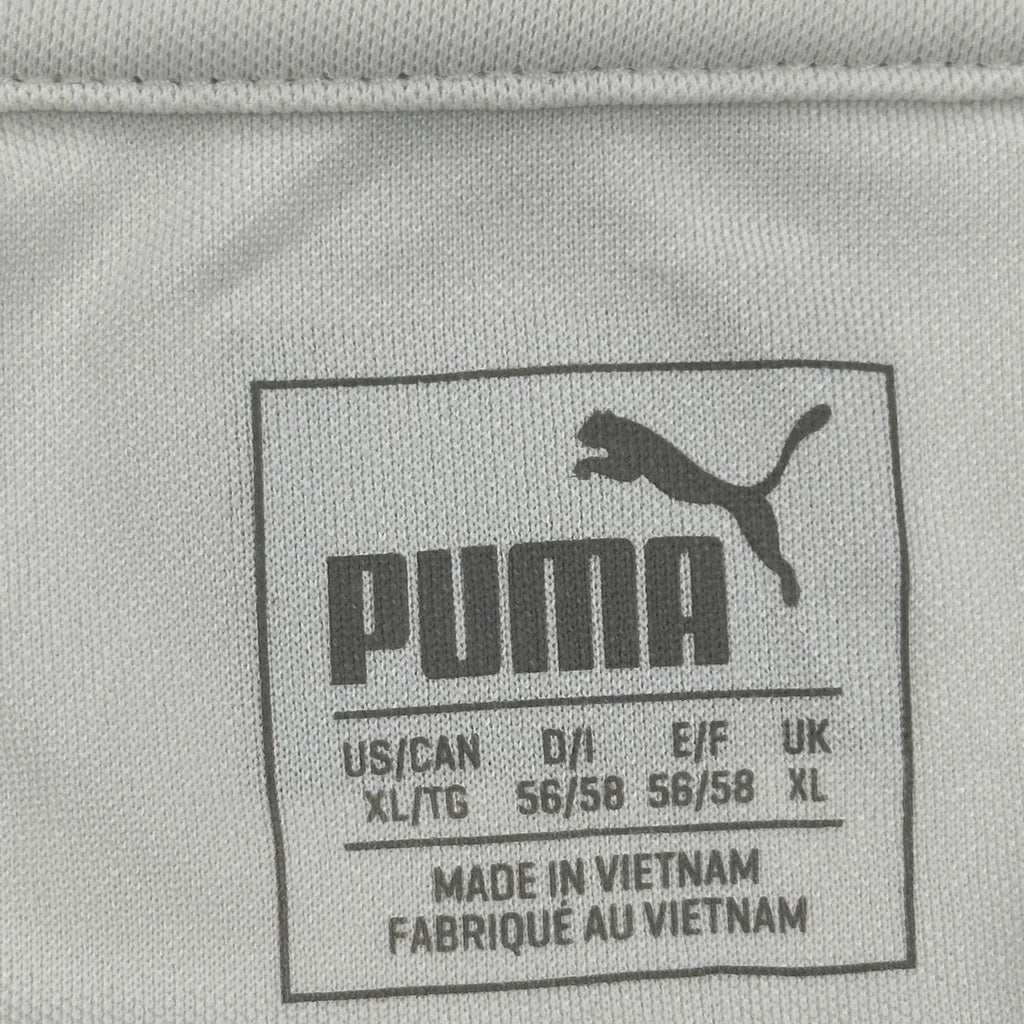 PUMA
US/CAN D/I E/F UK
XL/TG 56/58 56/58 XL
MADE IN VIETNAM
FABRIQUÉ AU VIETNAM